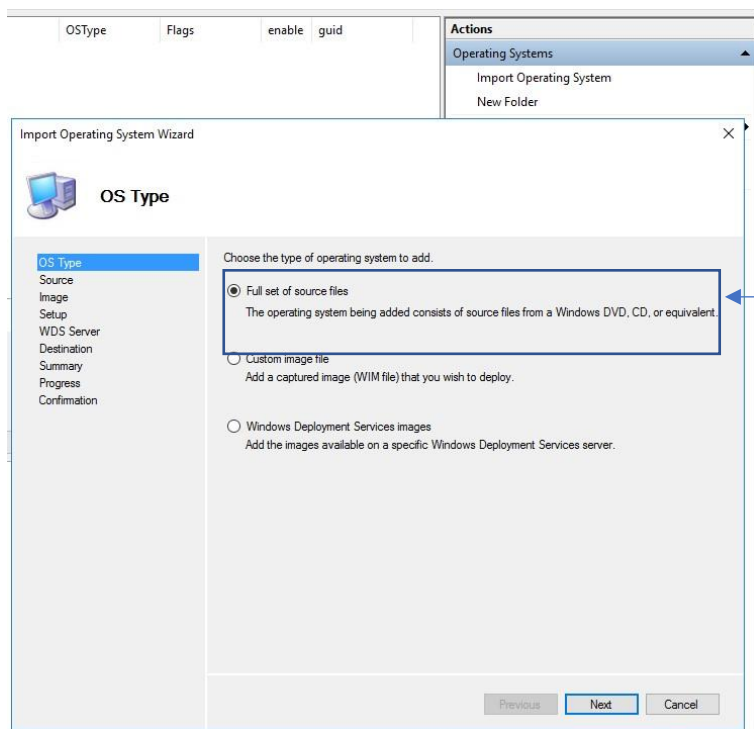 OSType Flags enable guid
Actions
Operating Systems
Import Operating System
New Folder
Import Operating System Wizard
OS Type
OS Type
Source
Image
Setup
WDS Server
Destination
Summary
Progress
Confirmation
Choose the type of operating system to add.
Full set of source files
The operating system being added consists of source files from a Windows DVD, CD, or equivalent.
Custom image file
Add a captured image (WIM file) that you wish to deploy.
Windows Deployment Services images
Add the images available on a specific Windows Deployment Services server.
Previous Next Cancel